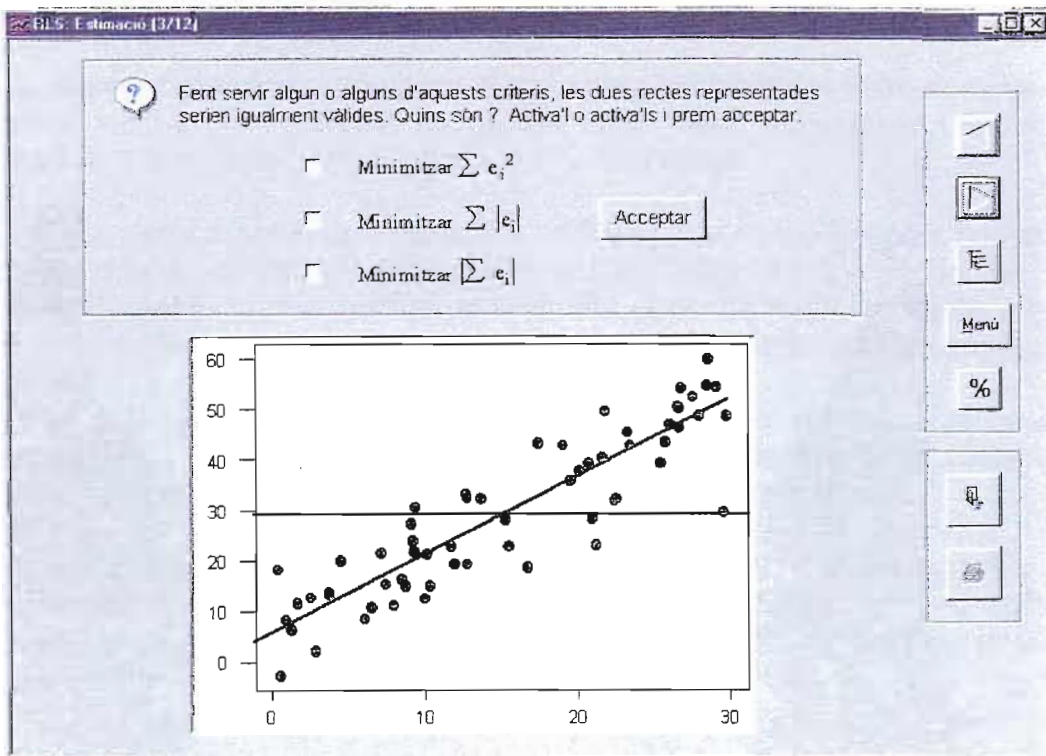 RLS: Estimació (3/12)
Fent servir algun o alguns d'aquests criteris, les dues rectes representades
serien igualment vàlides. Quins són ? Activa'l o activa'ls i prem acceptar.
Minimitzar ∑ eᵢ²
Minimitzar ∑ |eᵢ|
Acceptar
Minimitzar |∑ eᵢ|
Menú
%
60
50
40
30
20
10
0
0
10
20
30